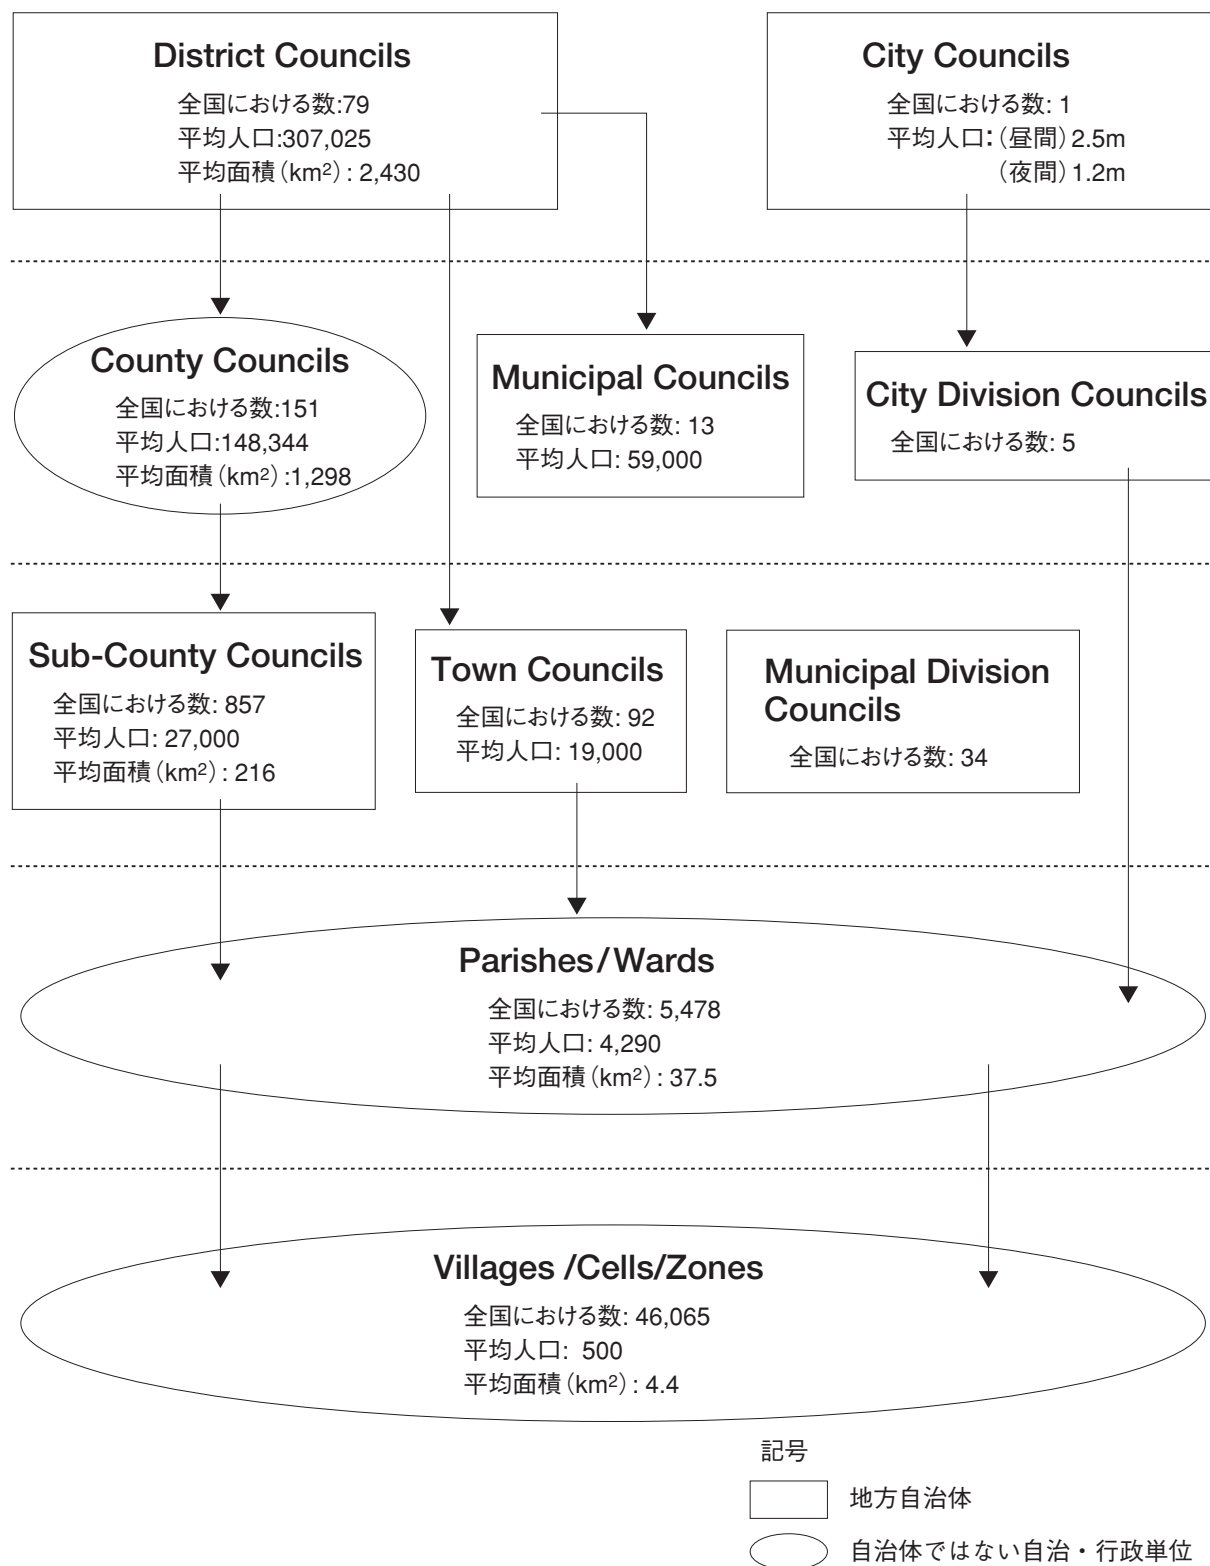 District Councils
全国における数:79
平均人口:307,025
平均面積(km²): 2,430
City Councils
全国における数: 1
平均人口:(昼間)2.5m
(夜間)1.2m
County Councils
全国における数:151
平均人口:148,344
平均面積(km²):1,298
Municipal Councils
全国における数: 13
平均人口: 59,000
City Division Councils
全国における数: 5
Sub-County Councils
全国における数: 857
平均人口: 27,000
平均面積(km²): 216
Town Councils
全国における数: 92
平均人口: 19,000
Municipal Division
Councils
全国における数: 34
Parishes/Wards
全国における数: 5,478
平均人口: 4,290
平均面積(km²): 37.5
Villages /Cells/Zones
全国における数: 46,065
平均人口: 500
平均面積(km²): 4.4
記号
地方自治体
自治体ではない自治・行政単位